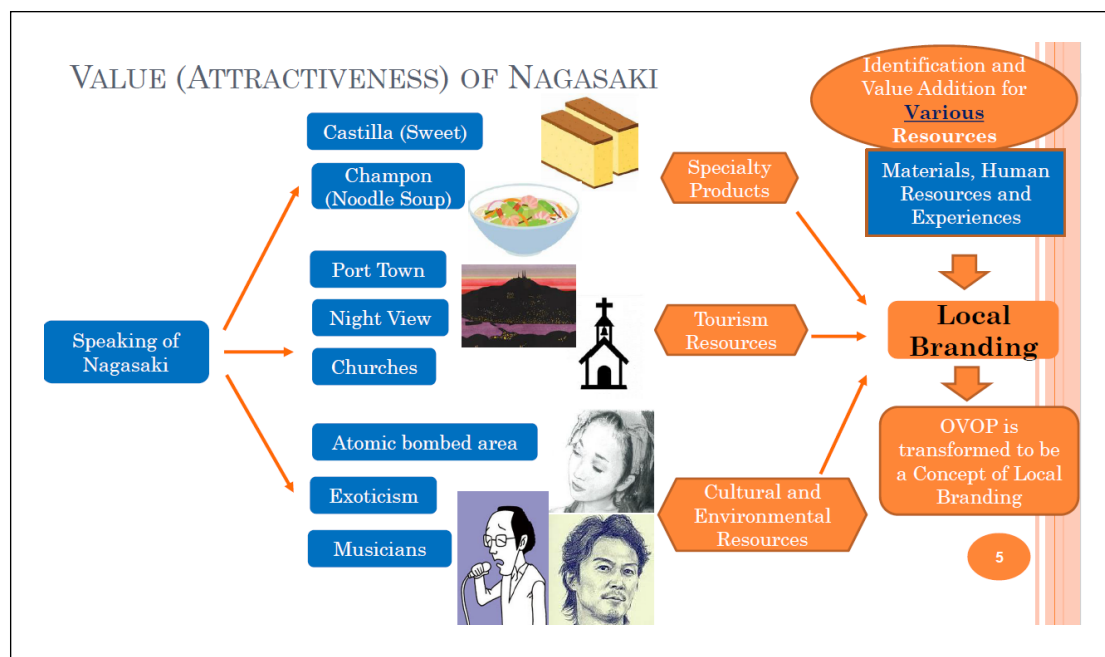 VALUE (ATTRACTIVENESS) OF NAGASAKI
Speaking of
Nagasaki
Castilla (Sweet)
Champon
(Noodle Soup)
Port Town
Night View
Churches
Atomic bombed area
Exoticism
Musicians
Specialty
Products
Tourism
Resources
Cultural and
Environmental
Resources
Identification and
Value Addition for
Various
Resources
Materials, Human
Resources and
Experiences
Local
Branding
OVOP is
transformed to be
a Concept of Local
Branding
5